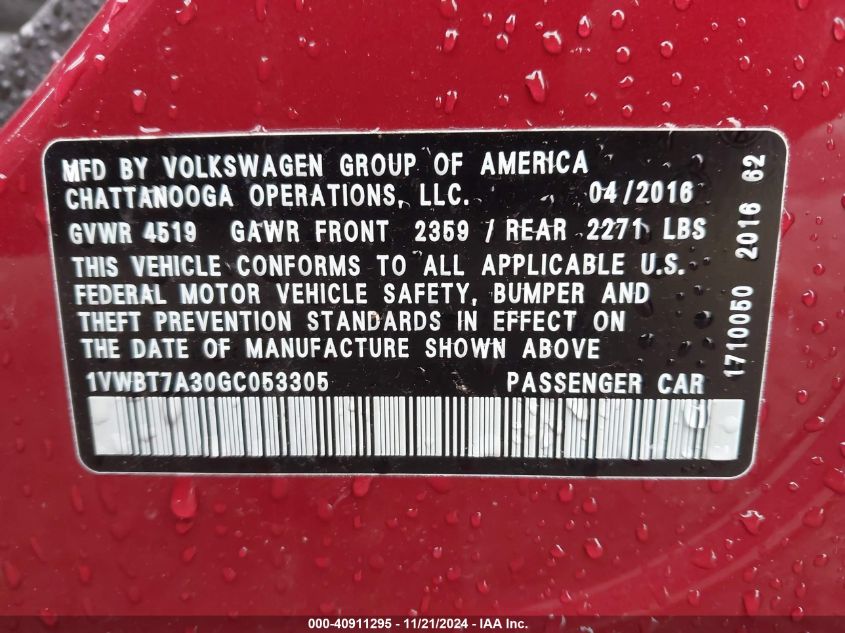 MFD BY VOLKSWAGEN GROUP OF AMERICA
CHATTANOOGA OPERATIONS, LLC. 04/2016
GVWR 4519 GAWR FRONT 2359 / REAR 2271 LBS
THIS VEHICLE CONFORMS TO ALL APPLICABLE U.S.
FEDERAL MOTOR VEHICLE SAFETY, BUMPER AND
THEFT PREVENTION STANDARDS IN EFFECT ON
THE DATE OF MANUFACTURE SHOWN ABOVE
1VWBT7A30GC053305 PASSENGER CAR
1710050 2016 62
000-40911295 - 11/21/2024 - IAA Inc.